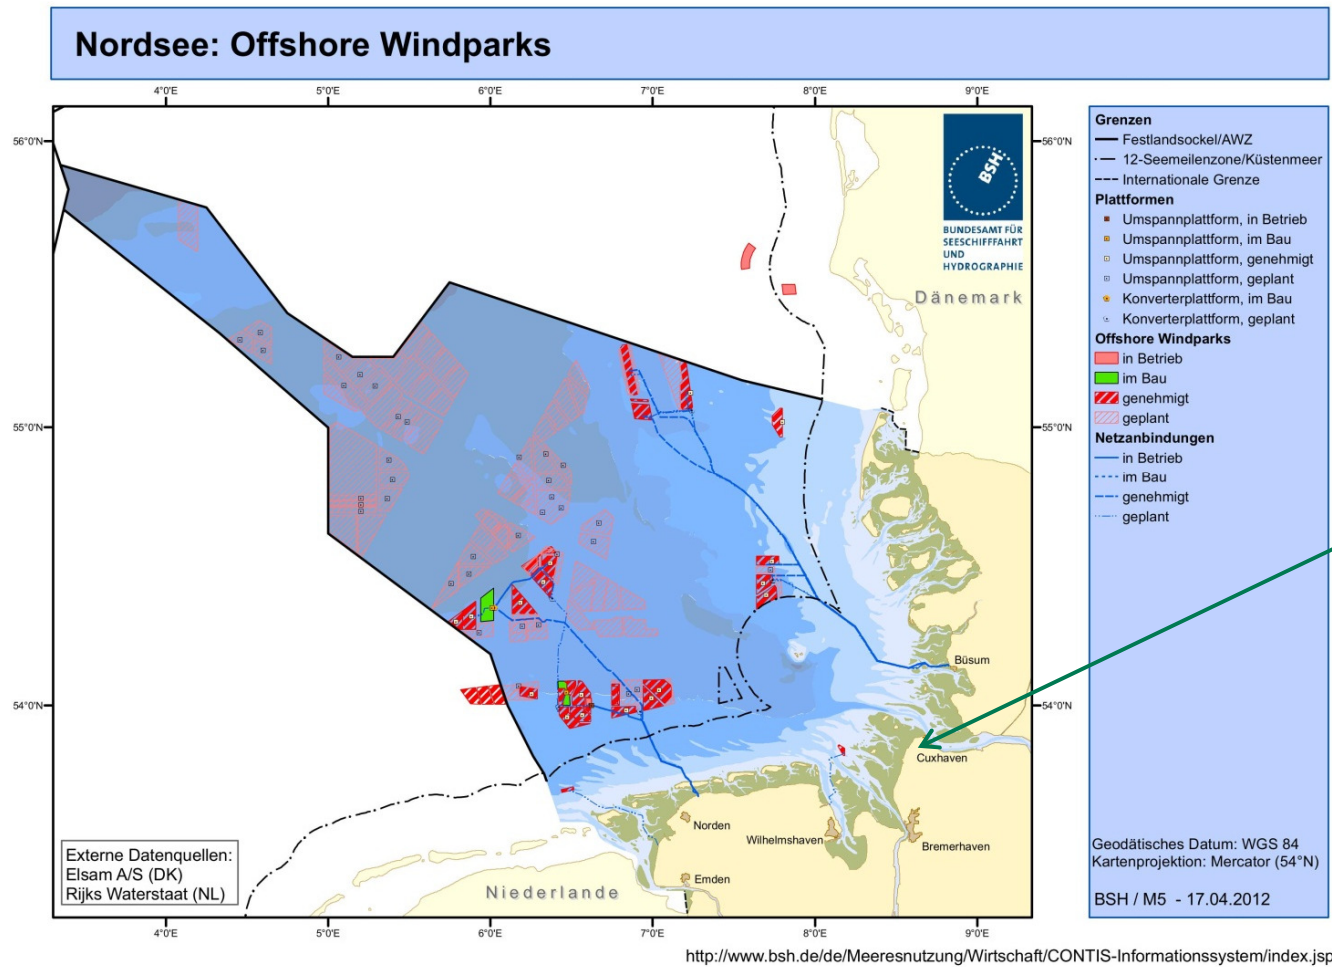 Nordsee: Offshore Windparks
4°0'E 5°0'E 6°0'E 7°0'E 8°0'E 9°0'E
56°0'N 56°0'N
55°0'N 55°0'N
54°0'N 54°0'N
BSH
BUNDESAMT FÜR
SEESCHIFFFAHRT
UND
HYDROGRAPHIE
Dänemark
Büsum
Cuxhaven
Norden
Wilhelmshaven
Bremerhaven
Emden
Niederlande
Externe Datenquellen:
Elsam A/S (DK)
Rijks Waterstaat (NL)
4°0'E 5°0'E 6°0'E 7°0'E 8°0'E 9°0'E
Grenzen
Festlandsockel/AWZ
12-Seemeilenzone/Küstenmeer
Internationale Grenze
Plattformen
Umspannplattform, in Betrieb
Umspannplattform, im Bau
Umspannplattform, genehmigt
Umspannplattform, geplant
Konverterplattform, im Bau
Konverterplattform, geplant
Offshore Windparks
in Betrieb
im Bau
genehmigt
geplant
Netzanbindungen
in Betrieb
im Bau
genehmigt
geplant
Geodätisches Datum: WGS 84
Kartenprojektion: Mercator (54°N)
BSH / M5 - 17.04.2012
http://www.bsh.de/de/Meeresnutzung/Wirtschaft/CONTIS-Informationssystem/index.jsp